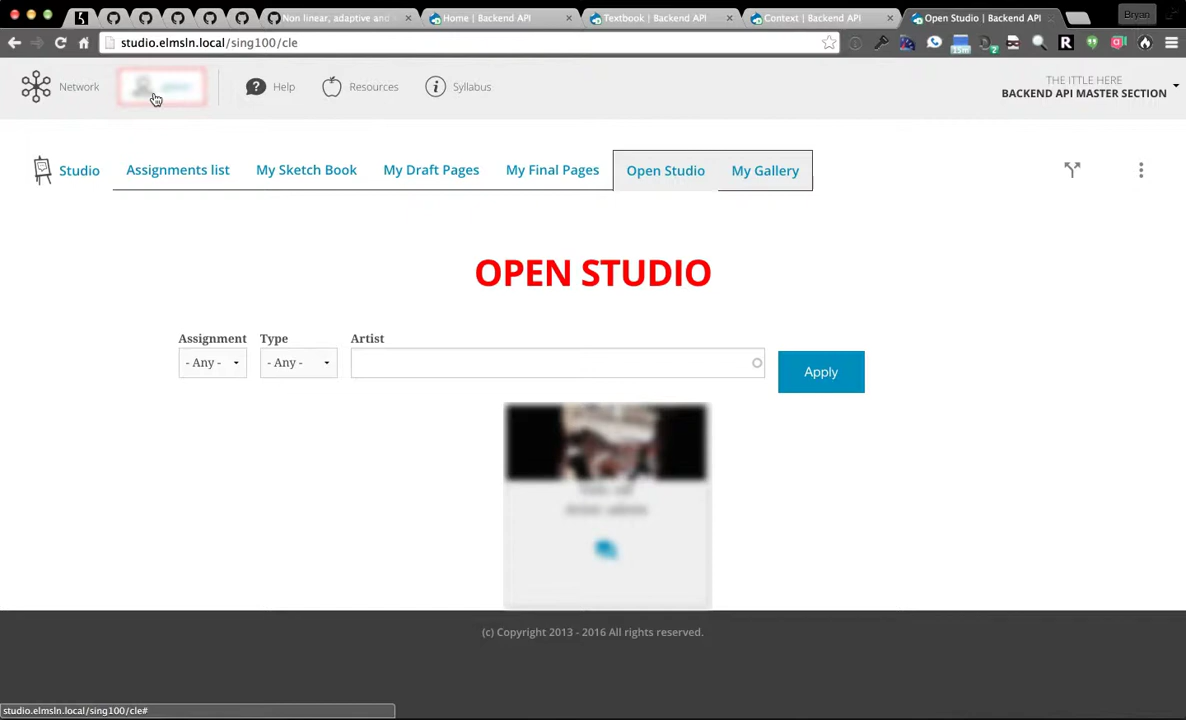 Non linear, adaptive and
Home | Backend API
Textbook | Backend API
Context | Backend API
Open Studio | Backend API
Bryan
studio.elmsln.local/sing100/cle
15m
2
Network
Help
Resources
Syllabus
THE ITTLE HERE
BACKEND API MASTER SECTION
Studio
Assignments list
My Sketch Book
My Draft Pages
My Final Pages
Open Studio
My Gallery
OPEN STUDIO
Assignment
Type
Artist
- Any -
- Any -
Apply
(c) Copyright 2013 - 2016 All rights reserved.
studio.elmsln.local/sing100/cle#